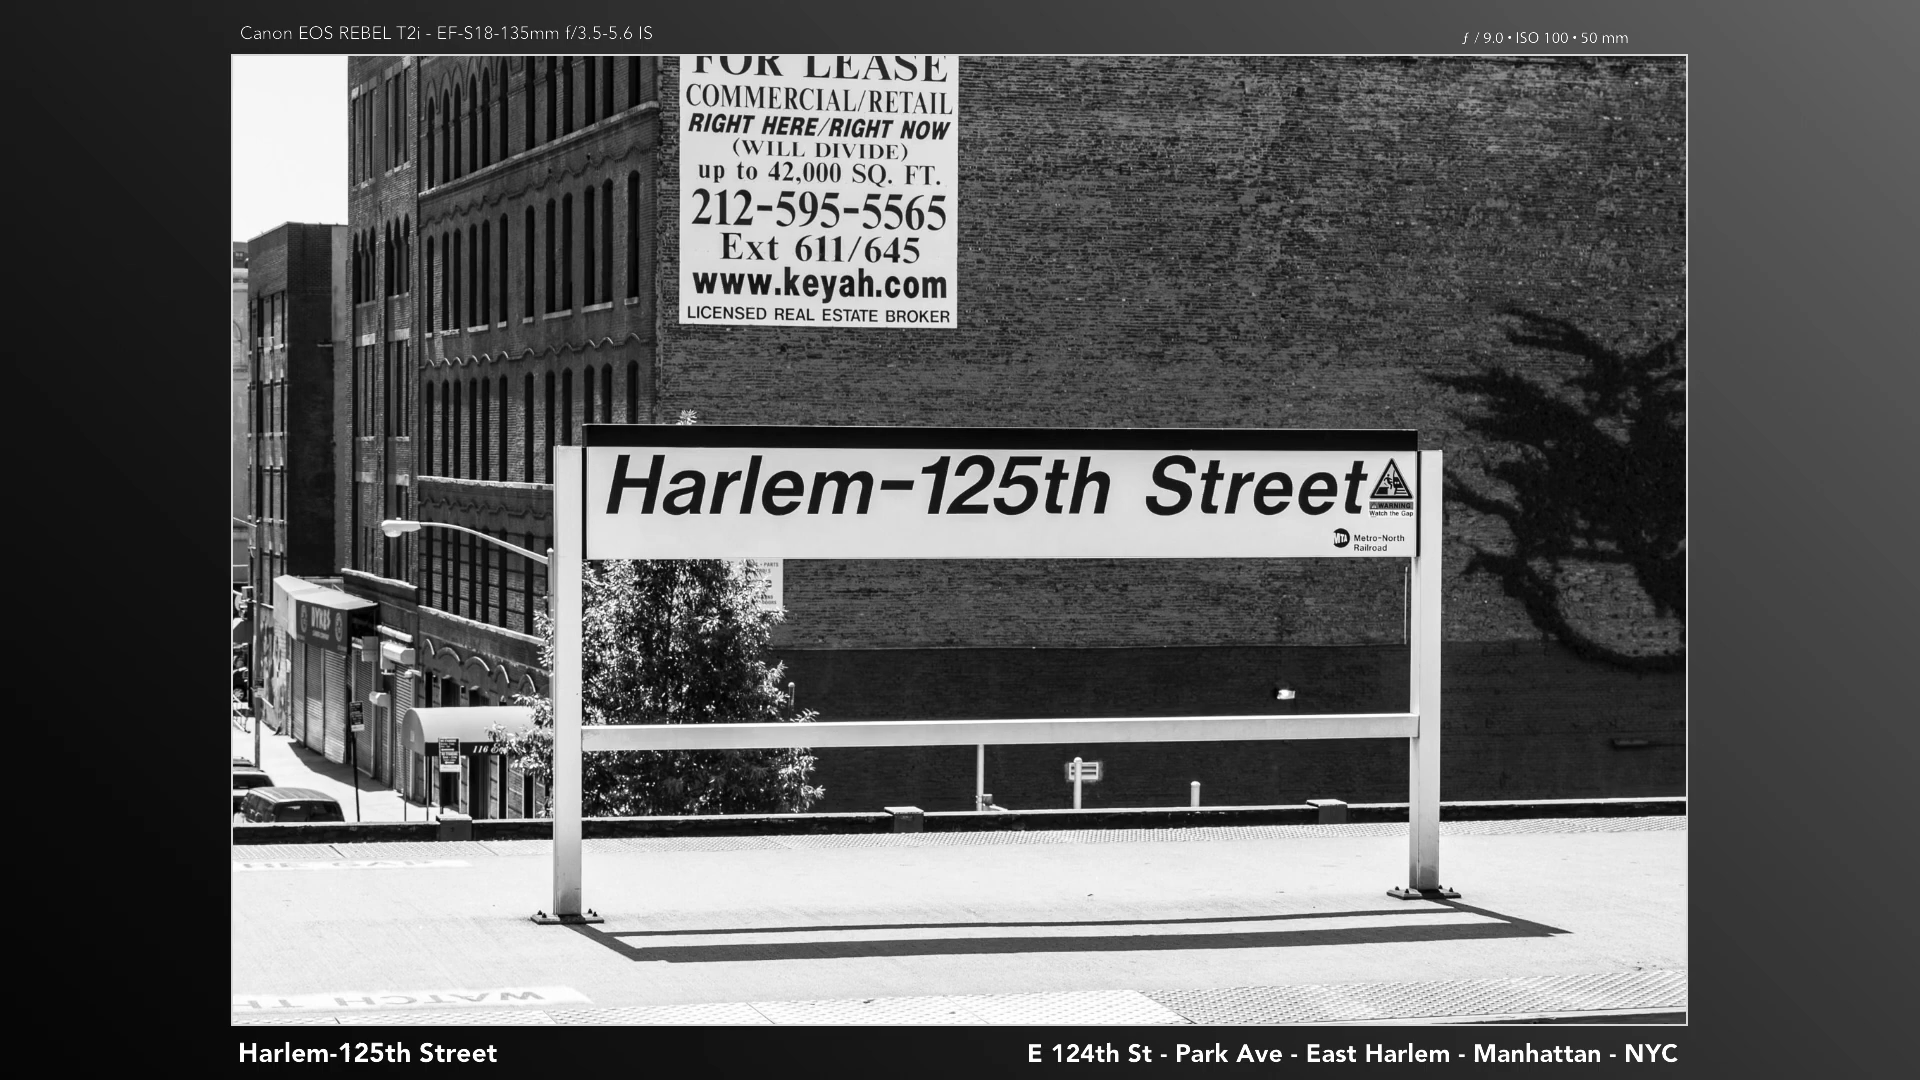 Canon EOS REBEL T2i - EF-S18-135mm f/3.5-5.6 IS
ƒ / 9.0 • ISO 100 • 50 mm
FOR LEASE
COMMERCIAL/RETAIL
RIGHT HERE/RIGHT NOW
(WILL DIVIDE)
up to 42,000 SQ. FT.
212-595-5565
Ext 611/645
www.keyah.com
LICENSED REAL ESTATE BROKER
Harlem-125th Street
WARNING
Watch the Gap
MTA
Metro-North
Railroad
116
WATCH TH
Harlem-125th Street
E 124th St - Park Ave - East Harlem - Manhattan - NYC